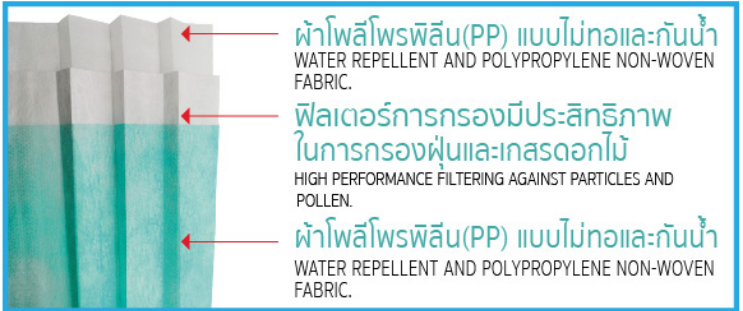 ผ้าโพลีโพรพิลีน(PP) แบบไม่ทอและกันน้ำ
WATER REPELLENT AND POLYPROPYLENE NON-WOVEN
FABRIC.
ฟิลเตอร์การกรองมีประสิทธิภาพ
ในการกรองฝุ่นและเกสรดอกไม้
HIGH PERFORMANCE FILTERING AGAINST PARTICLES AND
POLLEN.
ผ้าโพลีโพรพิลีน(PP) แบบไม่ทอและกันน้ำ
WATER REPELLENT AND POLYPROPYLENE NON-WOVEN
FABRIC.